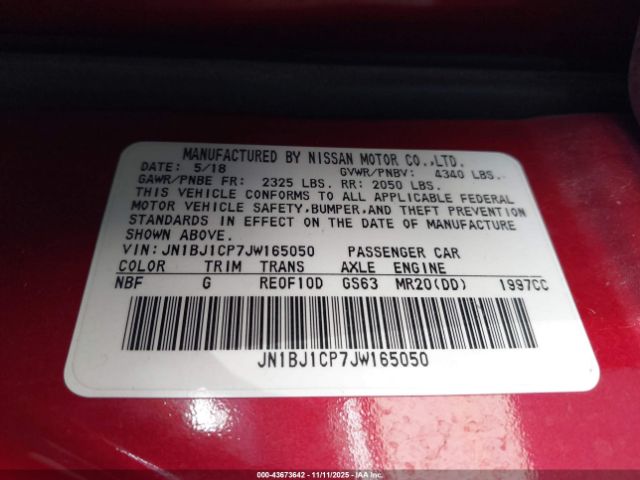 MANUFACTURED BY NISSAN MOTOR CO.,LTD.
DATE: 5/18 GVWR/PNBV: 4340 LBS.
GAWR/PNBE FR: 2325 LBS. RR: 2050 LBS.
THIS VEHICLE CONFORMS TO ALL APPLICABLE FEDERAL
MOTOR VEHICLE SAFETY,BUMPER,AND THEFT PREVENTION
STANDARDS IN EFFECT ON THE DATE OF MANUFACTURE
SHOWN ABOVE.
VIN: JN1BJ1CP7JW165050 PASSENGER CAR
COLOR TRIM TRANS AXLE ENGINE
NBF G RE0F10D GS63 MR20(DD) 1997CC
JN1BJ1CP7JW165050
000-43673642 - 11/11/2025 - IAAI.COM